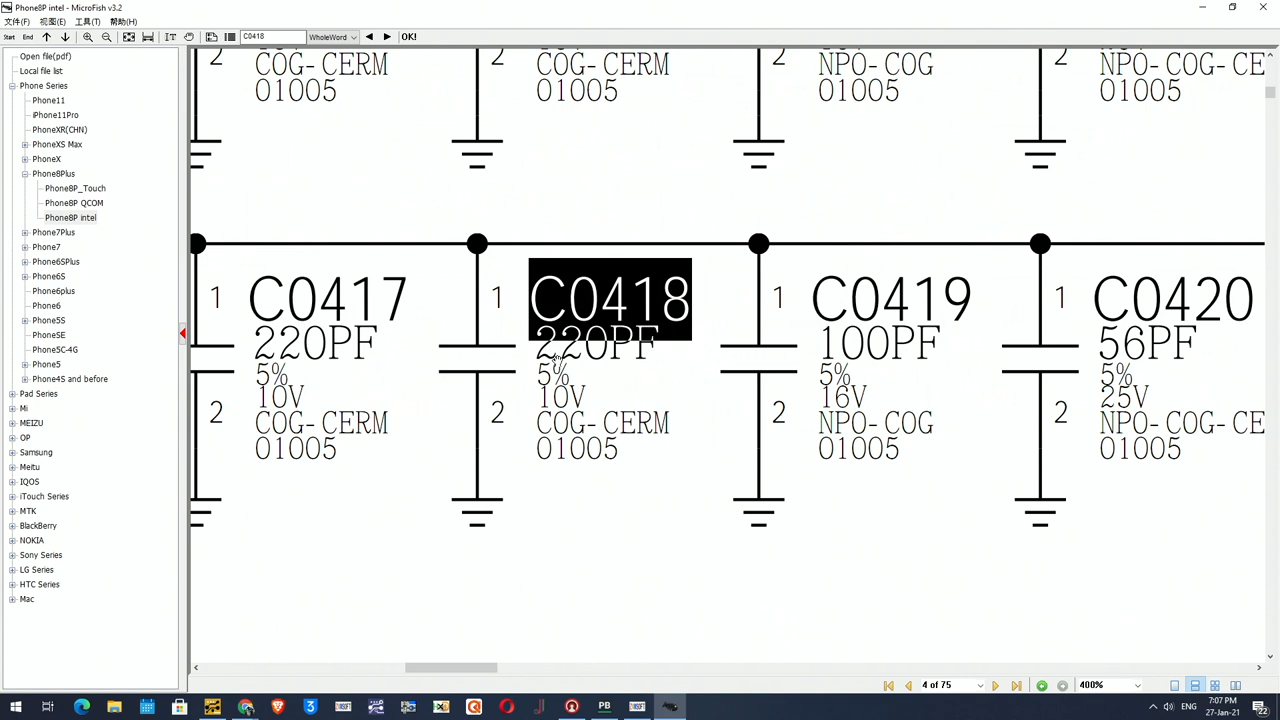 Phone8P intel - MicroFish v3.2
文件(F) 视图(E) 工具(T) 帮助(H)
Start End IT C0418 WholeWord OK!
Open file(pdf)
Local file list
Phone Series
Phone11
iPhone11Pro
PhoneXR(CHN)
PhoneXS Max
PhoneX
Phone8Plus
Phone8P_Touch
Phone8P QCOM
Phone8P intel
Phone7Plus
Phone7
Phone6SPlus
Phone6S
Phone6plus
Phone6
Phone5S
PhoneSE
Phone5C-4G
Phone5
Phone4S and before
Pad Series
Mi
MEIZU
OP
Samsung
Meitu
IQOS
iTouch Series
MTK
BlackBerry
NOKIA
Sony Series
LG Series
HTC Series
Mac
2 COG-CERM
01005
2 COG-CERM
01005
2 NPO-COG
01005
2 NPO-COG-CE
01005
1 C0417
220PF
5%
10V
2 COG-CERM
01005
1 C0418
220PF
5%
10V
2 COG-CERM
01005
1 C0419
100PF
5%
16V
2 NPO-COG
01005
1 C0420
56PF
5%
25V
2 NPO-COG-CE
01005
4 of 75 400%
ENG 7:07 PM
27-Jan-21 22